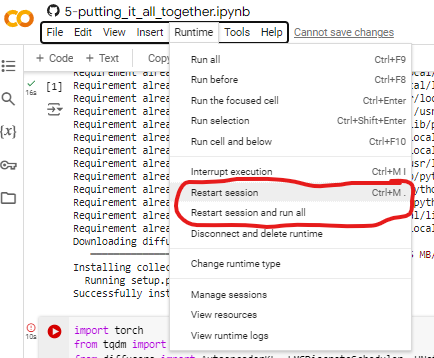 5-putting_it_all_together.ipynb
File Edit View Insert Runtime Tools Help Cannot save changes
+ Code + Text
Run all Ctrl+F9
Run before Ctrl+F8
Run the focused cell Ctrl+Enter
Run selection Ctrl+Shift+Enter
Run cell and below Ctrl+F10
Interrupt execution Ctrl+M I
Restart session Ctrl+M .
Restart session and run all
Disconnect and delete runtime
Change runtime type
Manage sessions
View resources
View runtime logs
[1]
16s
{x}
Requirement alrea
Requirement alrea
Requirement alrea
Requirement alrea
Requirement alrea
Requirement alrea
Requirement alrea
Requirement alrea
Requirement alrea
Requirement alrea
Requirement alrea
Requirement alrea
Downloading diffu
MB/
Installing collec
Running setup.p
Successfully inst
10s
import torch
from tqdm import